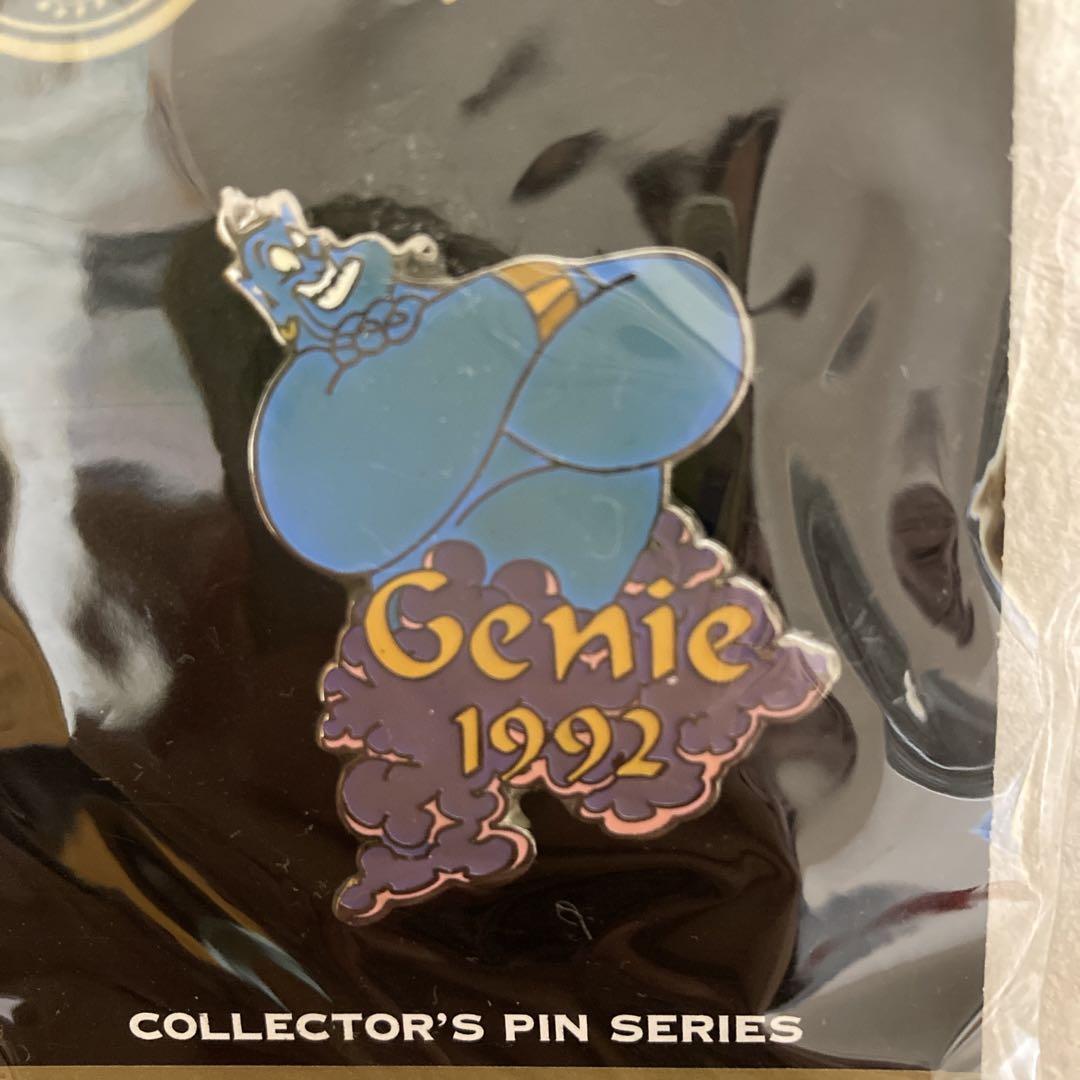 Genie
1992
COLLECTOR'S PIN SERIES